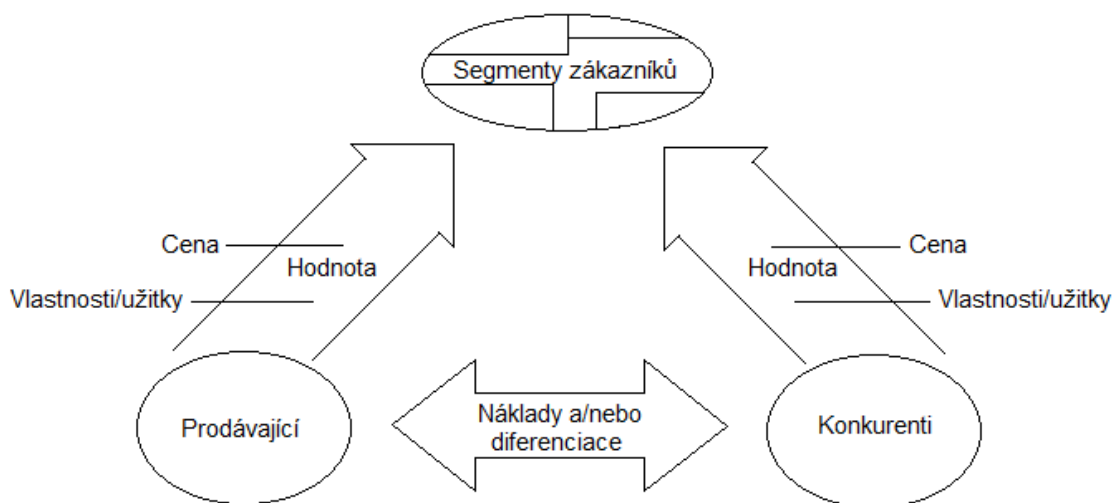 Segmenty zákazníků
Cena
Hodnota
Vlastnosti/užitky
Cena
Hodnota
Vlastnosti/užitky
Prodávající
Náklady a/nebo
diferenciace
Konkurenti